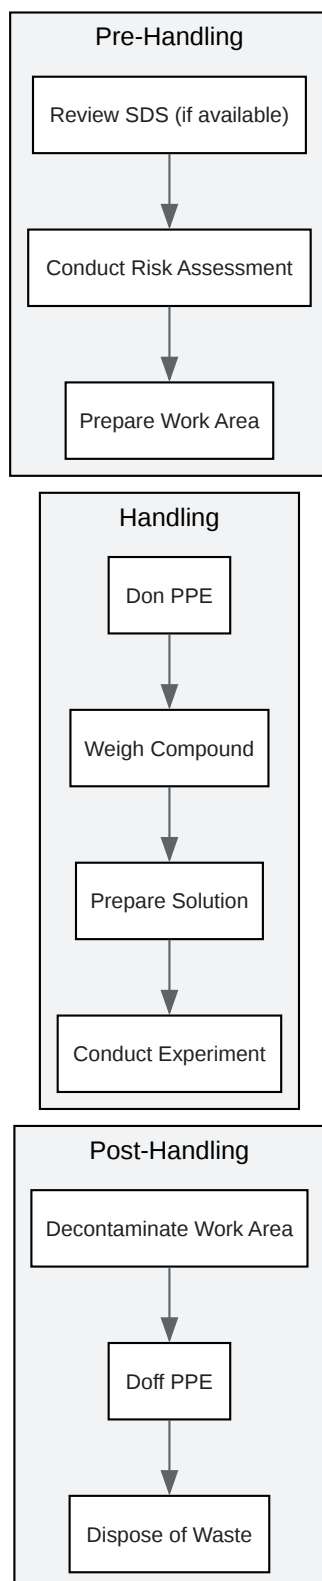 Pre-Handling
Review SDS (if available)
Conduct Risk Assessment
Prepare Work Area
Handling
Don PPE
Weigh Compound
Prepare Solution
Conduct Experiment
Post-Handling
Decontaminate Work Area
Doff PPE
Dispose of Waste